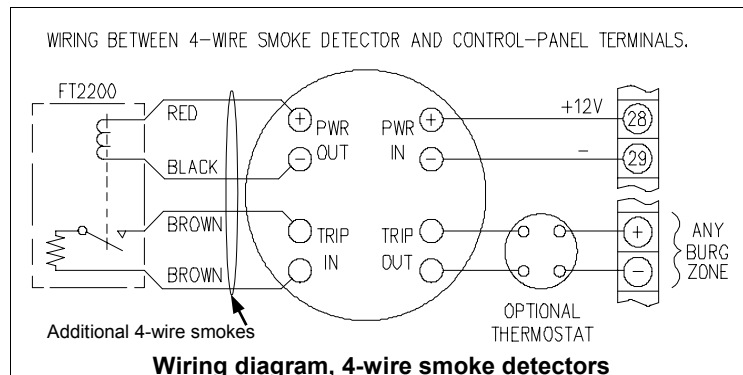 WIRING BETWEEN 4-WIRE SMOKE DETECTOR AND CONTROL-PANEL TERMINALS.
FT2200
RED
BLACK
BROWN
BROWN
+ PWR
- OUT
PWR +
IN -
TRIP
IN
TRIP
OUT
+12V
-
28
29
+
-
ANY
BURG
ZONE
OPTIONAL
THERMOSTAT
Additional 4-wire smokes
Wiring diagram, 4-wire smoke detectors